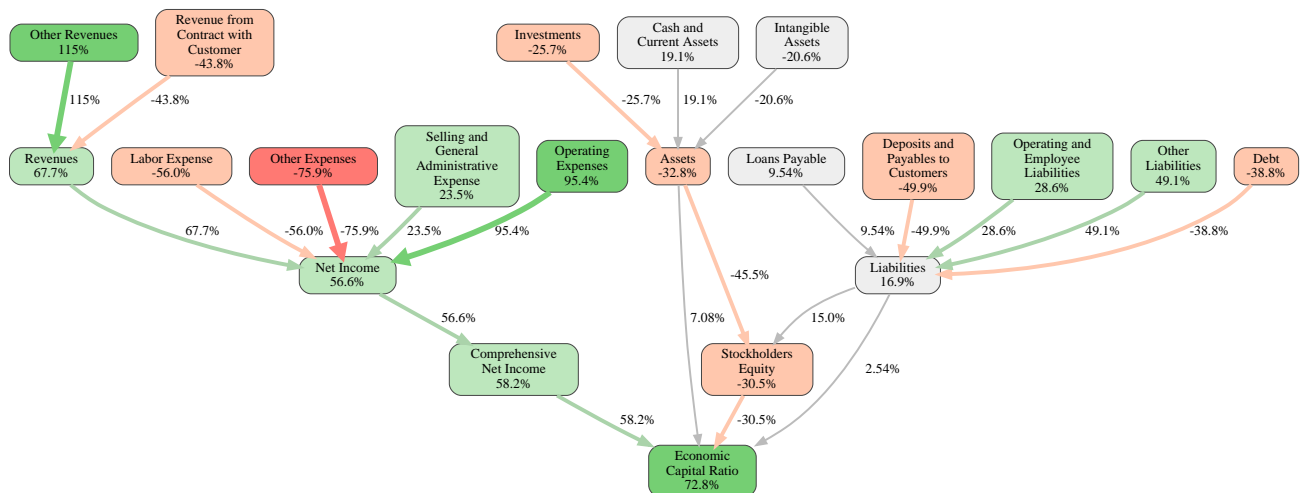 Other Revenues
115%
Revenue from
Contract with
Customer
-43.8%
Investments
-25.7%
Cash and
Current Assets
19.1%
Intangible
Assets
-20.6%
115%
-43.8%
-25.7%
19.1%
-20.6%
Revenues
67.7%
Labor Expense
-56.0%
Other Expenses
-75.9%
Selling and
General
Administrative
Expense
23.5%
Operating
Expenses
95.4%
Assets
-32.8%
Loans Payable
9.54%
Deposits and
Payables to
Customers
-49.9%
Operating and
Employee
Liabilities
28.6%
Other
Liabilities
49.1%
Debt
-38.8%
67.7%
-56.0%
-75.9%
23.5%
95.4%
9.54%
-49.9%
28.6%
49.1%
-38.8%
Net Income
56.6%
-45.5%
Liabilities
16.9%
56.6%
7.08%
15.0%
Comprehensive
Net Income
58.2%
Stockholders
Equity
-30.5%
2.54%
58.2%
-30.5%
Economic
Capital Ratio
72.8%